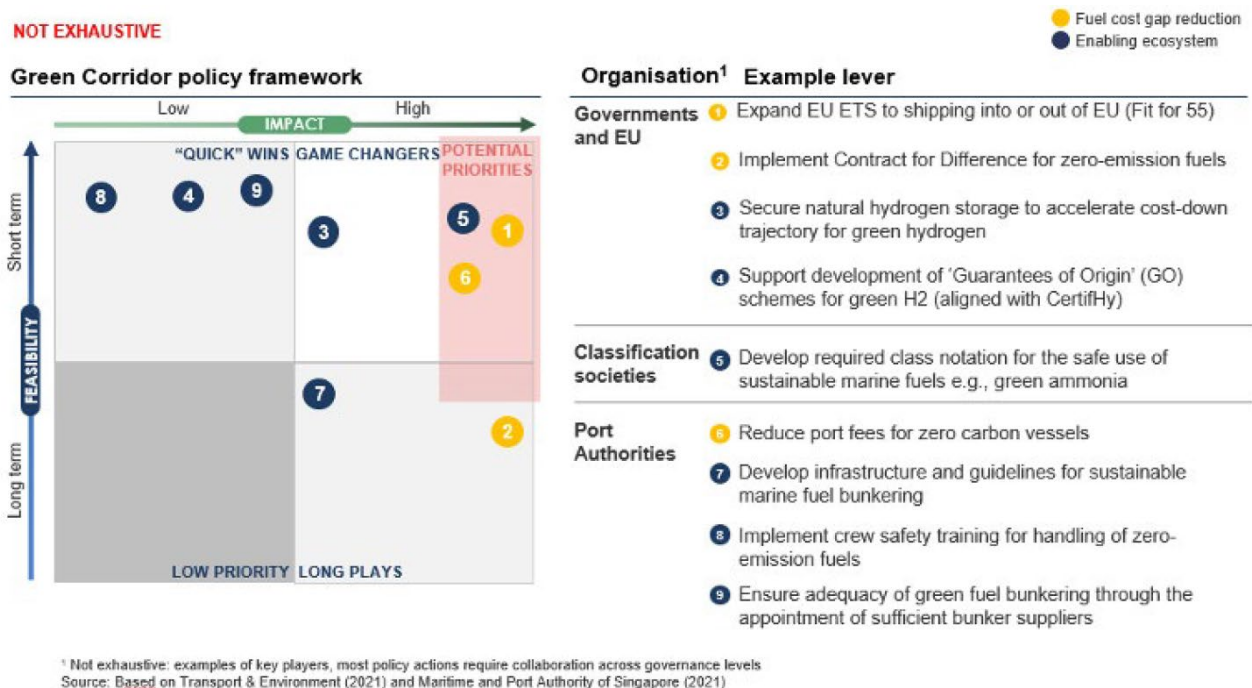 NOT EXHAUSTIVE
Fuel cost gap reduction
Enabling ecosystem
Green Corridor policy framework
Low
High
IMPACT
"QUICK" WINS
GAME CHANGERS
POTENTIAL
PRIORITIES
Short term
FEASIBILITY
Long term
8
4
9
3
5
1
6
7
2
LOW PRIORITY
LONG PLAYS
Organisation¹ Example lever
Governments
and EU
1 Expand EU ETS to shipping into or out of EU (Fit for 55)
2 Implement Contract for Difference for zero-emission fuels
3 Secure natural hydrogen storage to accelerate cost-down
trajectory for green hydrogen
4 Support development of 'Guarantees of Origin' (GO)
schemes for green H2 (aligned with CertifHy)
Classification
societies
5 Develop required class notation for the safe use of
sustainable marine fuels e.g., green ammonia
Port
Authorities
6 Reduce port fees for zero carbon vessels
7 Develop infrastructure and guidelines for sustainable
marine fuel bunkering
8 Implement crew safety training for handling of zero-
emission fuels
9 Ensure adequacy of green fuel bunkering through the
appointment of sufficient bunker suppliers
¹ Not exhaustive: examples of key players, most policy actions require collaboration across governance levels
Source: Based on Transport & Environment (2021) and Maritime and Port Authority of Singapore (2021)